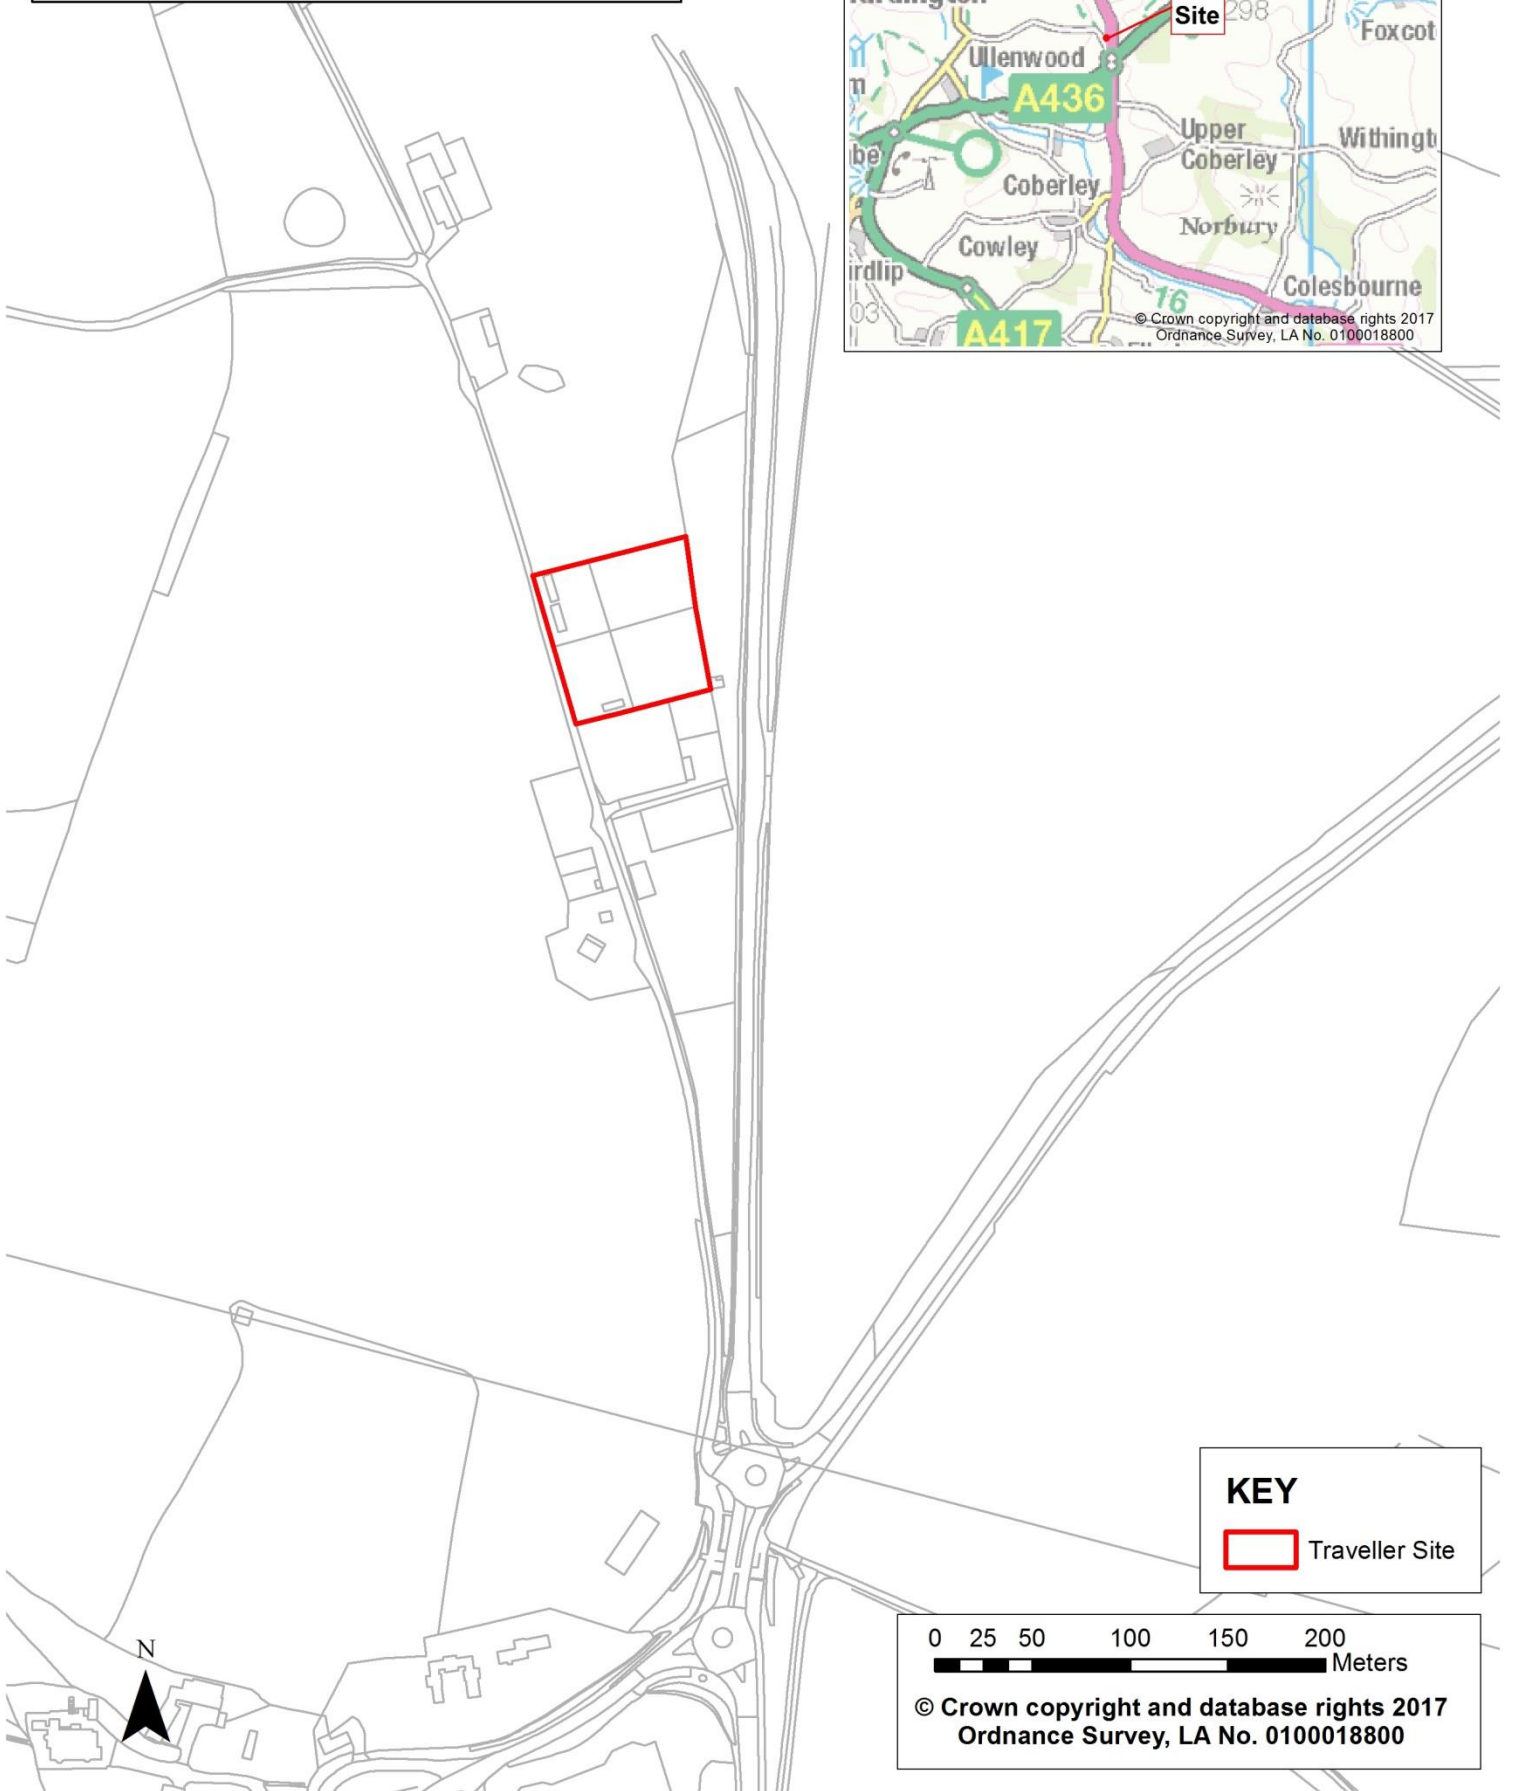 Site
298
Foxcot
Ullenwood
A436
Upper
Coberley
Withingt
be
Coberley
Norbury
Cowley
irdlip
Colesbourne
16
03
A417
© Crown copyright and database rights 2017
Ordnance Survey, LA No. 0100018800
KEY
Traveller Site
N
0 25 50 100 150 200
Meters
© Crown copyright and database rights 2017
Ordnance Survey, LA No. 0100018800